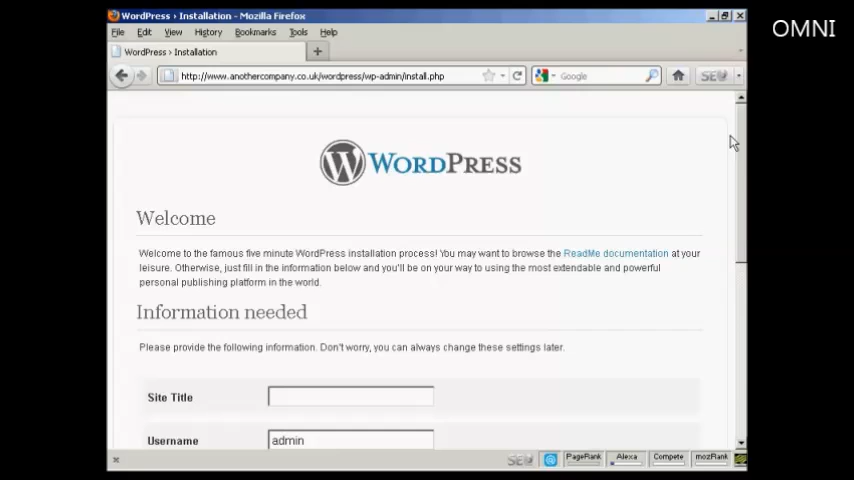 WordPress › Installation - Mozilla Firefox
OMNI
File Edit View History Bookmarks Tools Help
WordPress › Installation
http://www.anothercompany.co.uk/wordpress/wp-admin/install.php
Google
SEO
WORDPRESS
Welcome
Welcome to the famous five minute WordPress installation process! You may want to browse the ReadMe documentation at your
leisure. Otherwise, just fill in the information below and you'll be on your way to using the most extendable and powerful
personal publishing platform in the world.
Information needed
Please provide the following information. Don't worry, you can always change these settings later.
Site Title
Username admin
SEO PageRank Alexa Compete mozRank